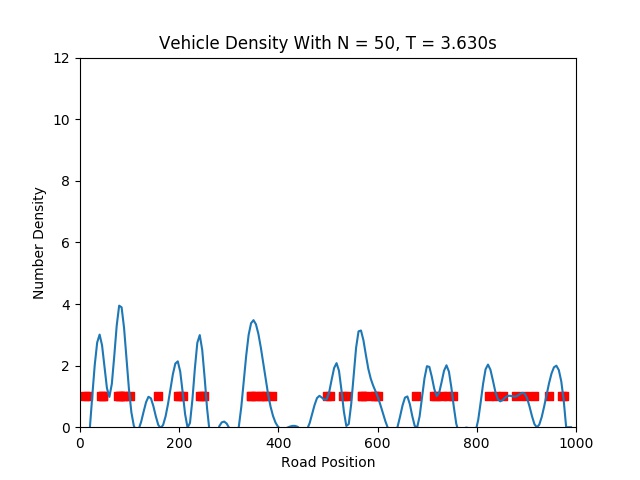 Vehicle Density With N = 50, T = 3.630s
12
10
8
6
4
2
0
Number Density
0 200 400 600 800 1000
Road Position